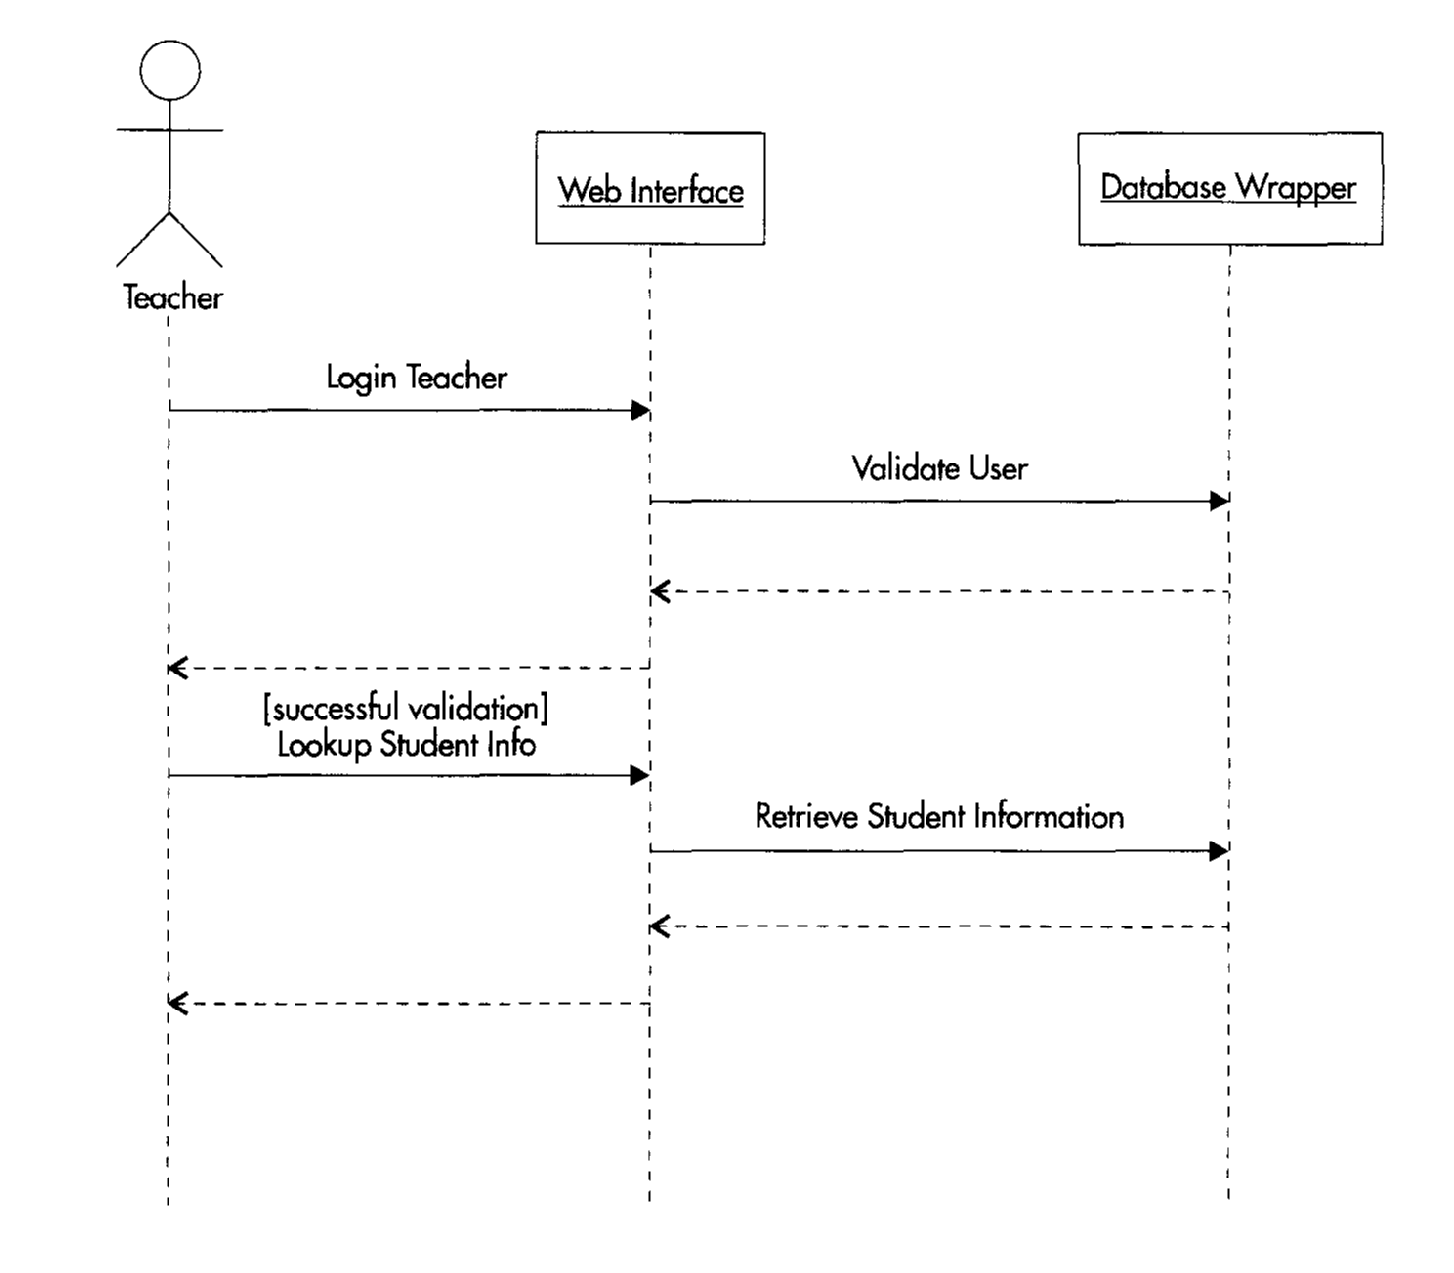 Web Interface
Database Wrapper
Teacher
Login Teacher
Validate User
[successful validation]
Lookup Student Info
Retrieve Student Information